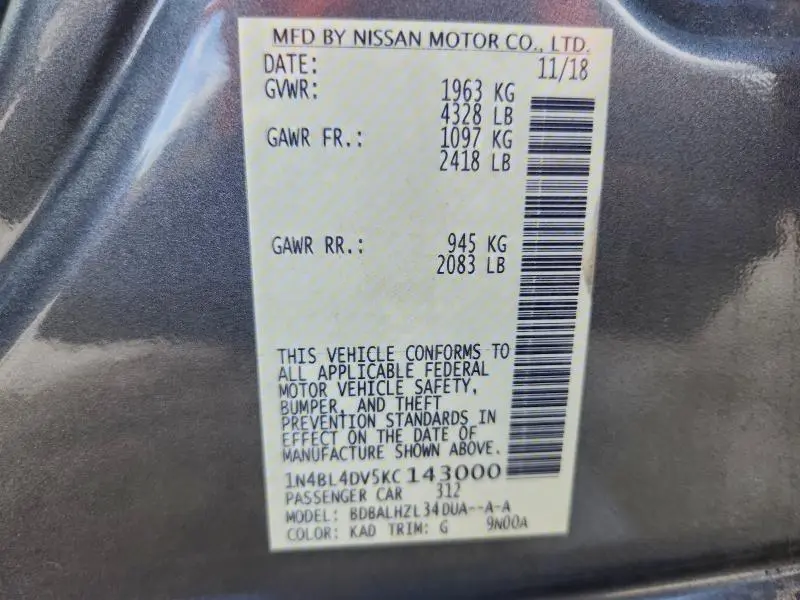 MFD BY NISSAN MOTOR CO., LTD.
DATE: 11/18
GVWR: 1963 KG
4328 LB
GAWR FR.: 1097 KG
2418 LB
GAWR RR.: 945 KG
2083 LB
THIS VEHICLE CONFORMS TO
ALL APPLICABLE FEDERAL
MOTOR VEHICLE SAFETY,
BUMPER, AND THEFT
PREVENTION STANDARDS IN
EFFECT ON THE DATE OF
MANUFACTURE SHOWN ABOVE.
1N4BL4DV5KC143000
PASSENGER CAR 312
MODEL: BDBALHZL34DUA--A-A
COLOR: KAD TRIM: G 9N00A